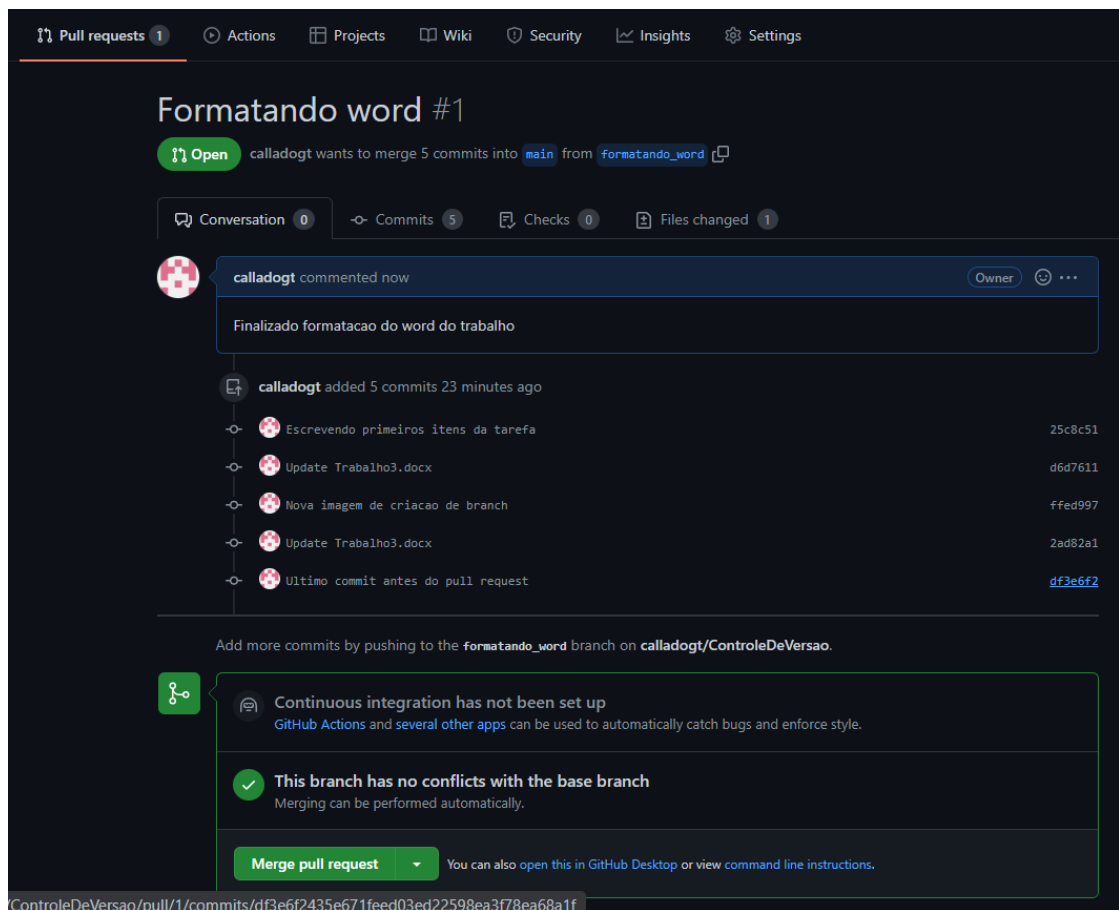 Pull requests 1 Actions Projects Wiki Security Insights Settings
Formatando word #1
Open calladogt wants to merge 5 commits into main from formatando_word
Conversation 0 Commits 5 Checks 0 Files changed 1
calladogt commented now Owner
Finalizado formatacao do word do trabalho
calladogt added 5 commits 23 minutes ago
Escrevendo primeiros itens da tarefa 25c8c51
Update Trabalho3.docx d6d7611
Nova imagem de criacao de branch ffed997
Update Trabalho3.docx 2ad82a1
Ultimo commit antes do pull request df3e6f2
Add more commits by pushing to the formatando_word branch on calladogt/ControleDeVersao.
Continuous integration has not been set up
GitHub Actions and several other apps can be used to automatically catch bugs and enforce style.
This branch has no conflicts with the base branch
Merging can be performed automatically.
Merge pull request You can also open this in GitHub Desktop or view command line instructions.
/ControleDeVersao/pull/1/commits/df3e6f2435e671feed03ed22598ea3f78ea68a1f